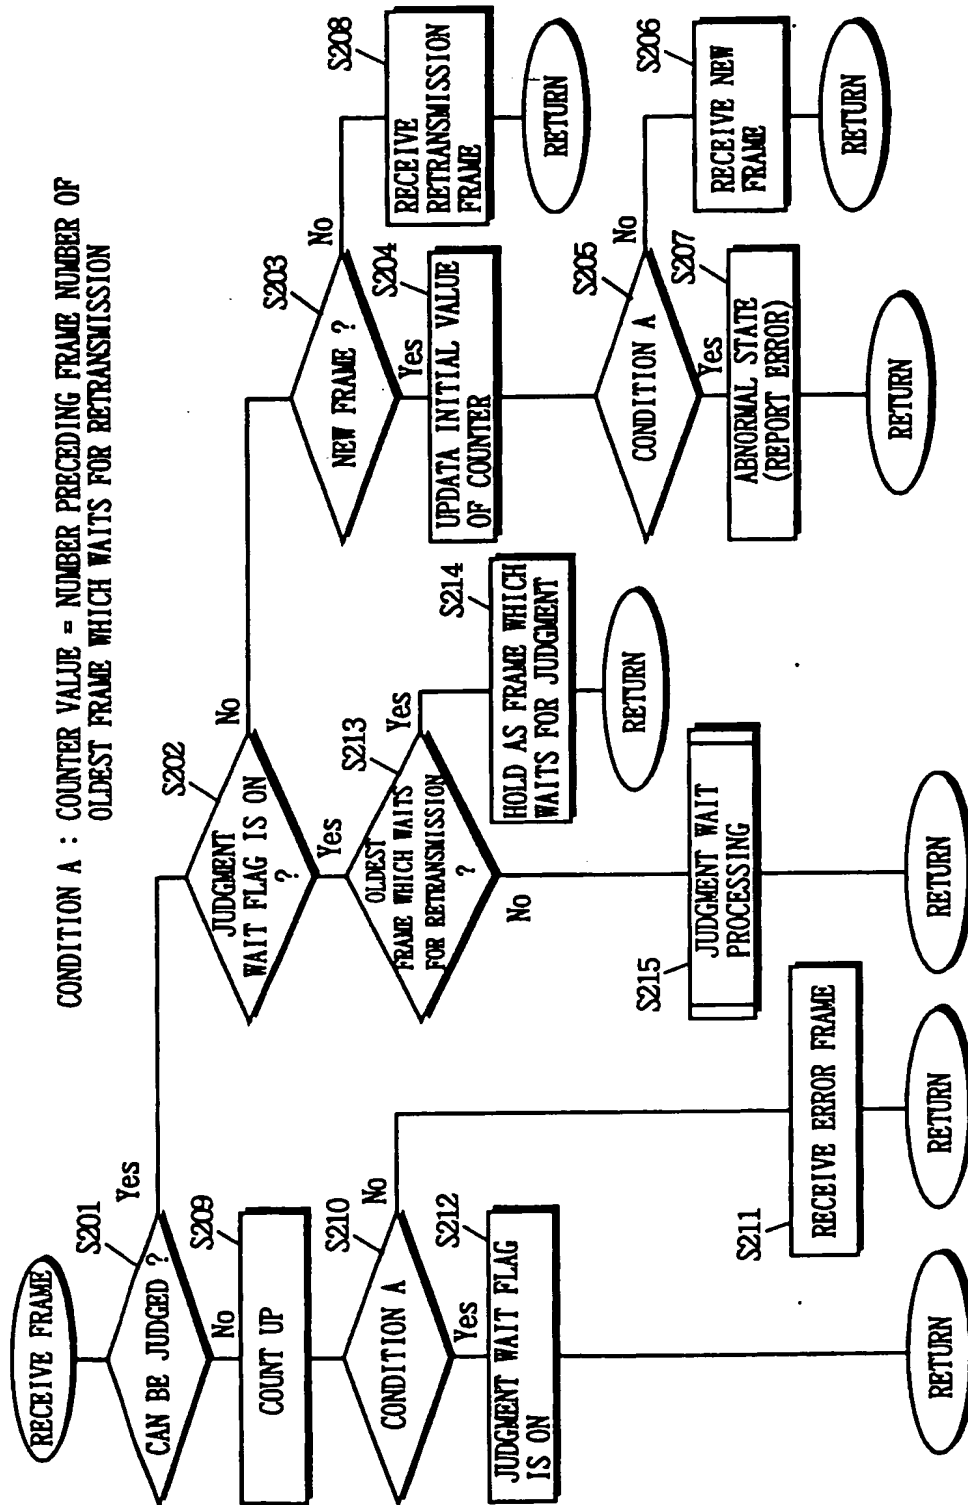 CONDITION A : COUNTER VALUE = NUMBER PRECEDING FRAME NUMBER OF
OLDEST FRAME WHICH WAITS FOR RETRANSMISSION
RECEIVE FRAME
S201
CAN BE JUDGED ?
Yes
No
S209
COUNT UP
S210
CONDITION A
No
Yes
S212
JUDGMENT WAIT FLAG
IS ON
RETURN
S211
RECEIVE ERROR FRAME
RETURN
S202
JUDGMENT
WAIT FLAG IS ON
?
No
Yes
S213
OLDEST
FRAME WHICH WAITS
FOR RETRANSMISSION
?
Yes
No
S214
HOLD AS FRAME WHICH
WAITS FOR JUDGMENT
RETURN
S215
JUDGMENT WAIT
PROCESSING
RETURN
S203
NEW FRAME ?
No
Yes
S208
RECEIVE
RETRANSMISSION
FRAME
RETURN
S204
UPDATA INITIAL VALUE
OF COUNTER
S205
CONDITION A
No
Yes
S206
RECEIVE NEW
FRAME
RETURN
S207
ABNORMAL STATE
(REPORT ERROR)
RETURN